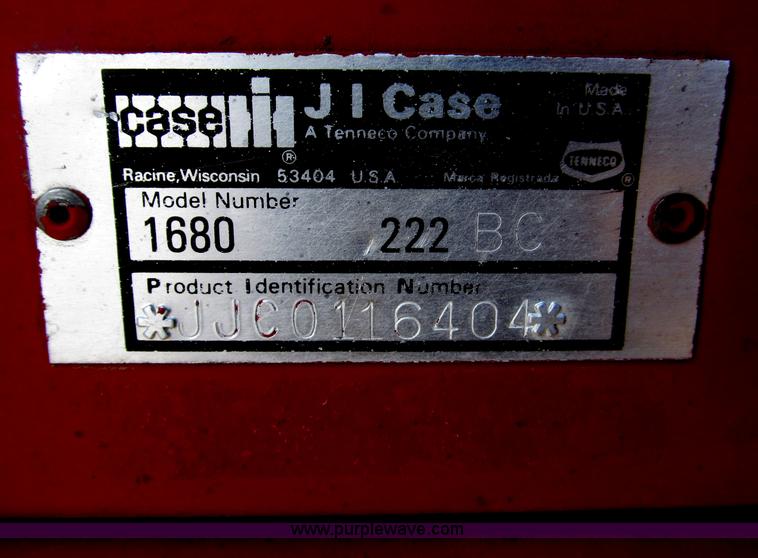 case IH ®
J I Case
A Tenneco Company
Made
In U.S.A.
Racine, Wisconsin 53404 U.S.A.
Marca Registrada
TENNECO ®
Model Number
1680 222 BC
Product Identification Number
*JJC0116404*
www.purplewave.com